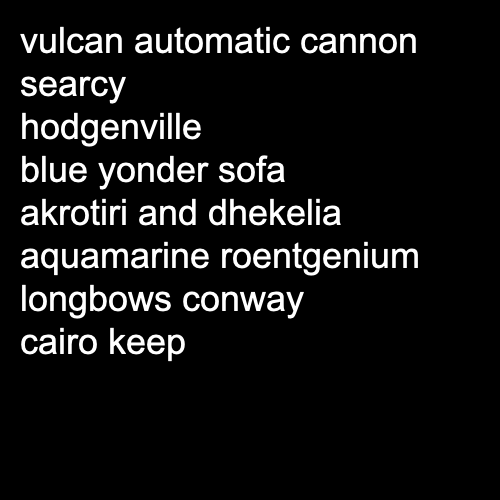 vulcan automatic cannon
searcy
hodgenville
blue yonder sofa
akrotiri and dhekelia
aquamarine roentgenium
longbows conway
cairo keep